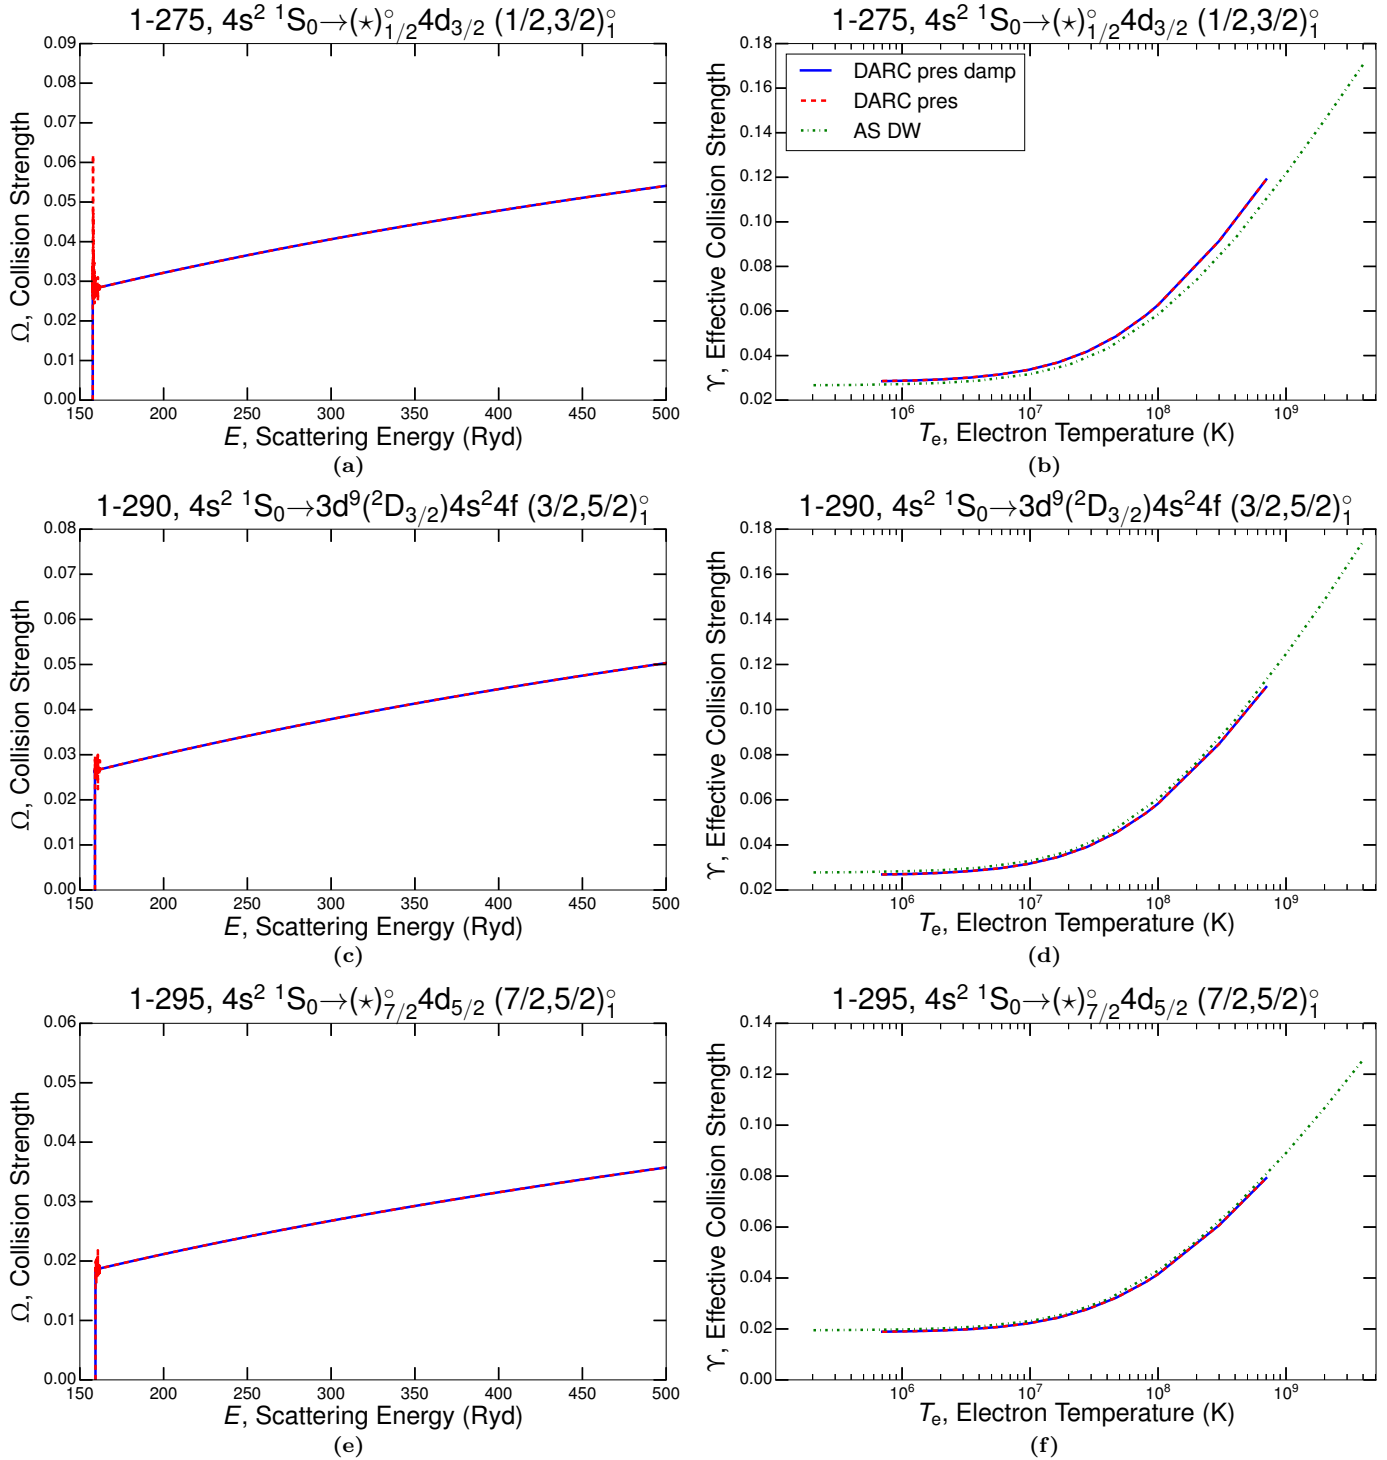 1-275, 4s² ¹S₀→(⋆)°₁/₂4d₃/₂ (1/2,3/2)°₁
0.09
0.08
0.07
0.06
0.05
0.04
0.03
0.02
0.01
0.00
Ω, Collision Strength
150 200 250 300 350 400 450 500
E, Scattering Energy (Ryd)
(a)
1-275, 4s² ¹S₀→(⋆)°₁/₂4d₃/₂ (1/2,3/2)°₁
DARC pres damp
DARC pres
AS DW
0.18
0.16
0.14
0.12
0.10
0.08
0.06
0.04
0.02
ϒ, Effective Collision Strength
10⁶ 10⁷ 10⁸ 10⁹
Tₑ, Electron Temperature (K)
(b)
1-290, 4s² ¹S₀→3d⁹(²D₃/₂)4s²4f (3/2,5/2)°₁
0.08
0.07
0.06
0.05
0.04
0.03
0.02
0.01
0.00
Ω, Collision Strength
150 200 250 300 350 400 450 500
E, Scattering Energy (Ryd)
(c)
1-290, 4s² ¹S₀→3d⁹(²D₃/₂)4s²4f (3/2,5/2)°₁
0.18
0.16
0.14
0.12
0.10
0.08
0.06
0.04
0.02
ϒ, Effective Collision Strength
10⁶ 10⁷ 10⁸ 10⁹
Tₑ, Electron Temperature (K)
(d)
1-295, 4s² ¹S₀→(⋆)°₇/₂4d₅/₂ (7/2,5/2)°₁
0.06
0.05
0.04
0.03
0.02
0.01
0.00
Ω, Collision Strength
150 200 250 300 350 400 450 500
E, Scattering Energy (Ryd)
(e)
1-295, 4s² ¹S₀→(⋆)°₇/₂4d₅/₂ (7/2,5/2)°₁
0.14
0.12
0.10
0.08
0.06
0.04
0.02
0.00
ϒ, Effective Collision Strength
10⁶ 10⁷ 10⁸ 10⁹
Tₑ, Electron Temperature (K)
(f)